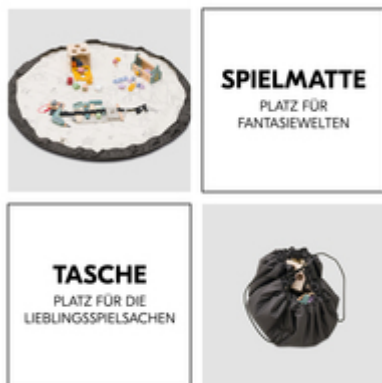 SPIELMATTE
PLATZ FÜR
FANTASIEWELTEN
TASCHE
PLATZ FÜR DIE
LIEBLINGSSPIELSACHEN